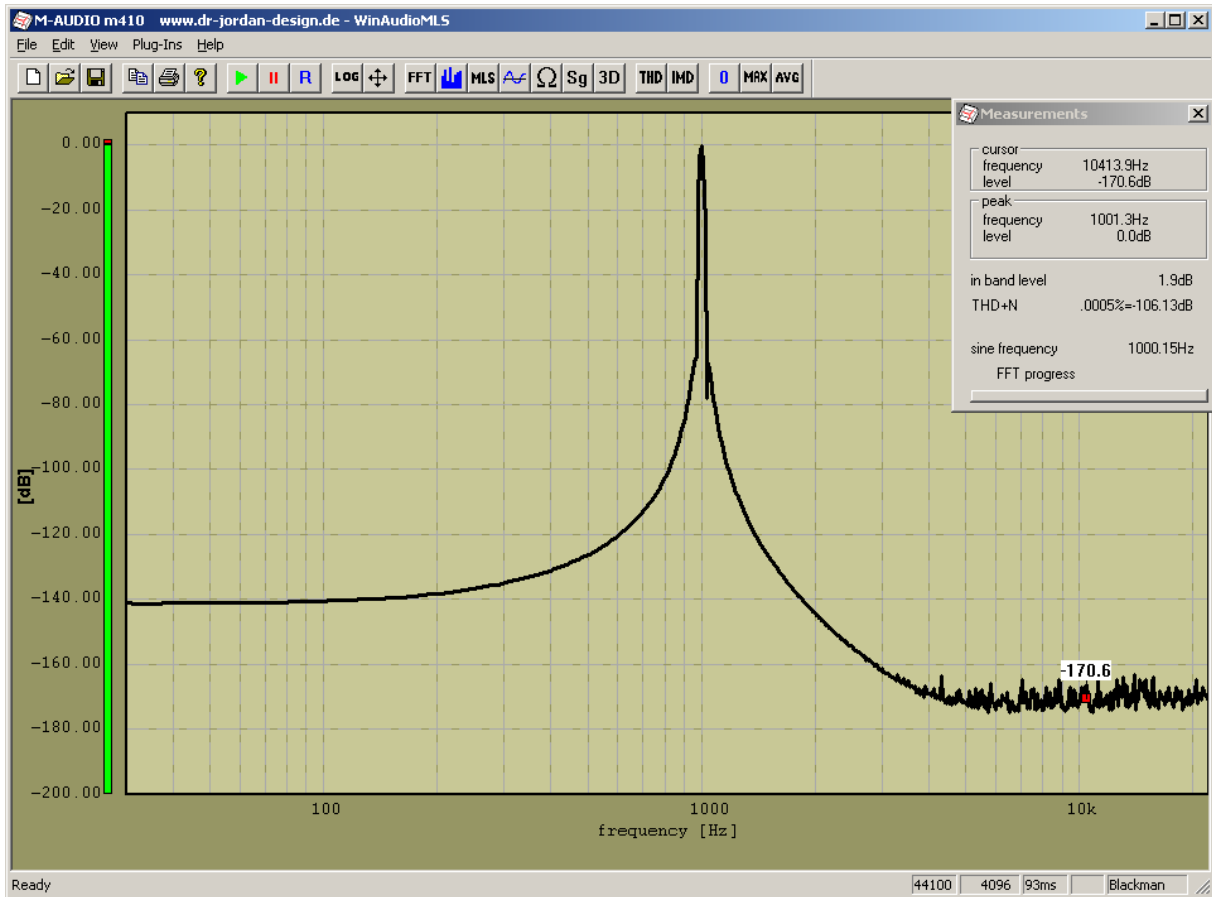 M-AUDIO m410   www.dr-jordan-design.de - WinAudioMLS
File Edit View Plug-Ins Help
R LOG FFT MLS Ω Sg 3D THD IMD 0 MAX AVG
Measurements
cursor
frequency 10413.9Hz
level -170.6dB
peak
frequency 1001.3Hz
level 0.0dB
in band level 1.9dB
THD+N .0005%=-106.13dB
sine frequency 1000.15Hz
FFT progress
0.00
-20.00
-40.00
-60.00
-80.00
-100.00
-120.00
-140.00
-160.00
-180.00
-200.00
[dB]
-170.6
100 1000 10k
frequency [Hz]
Ready 44100 4096 93ms Blackman